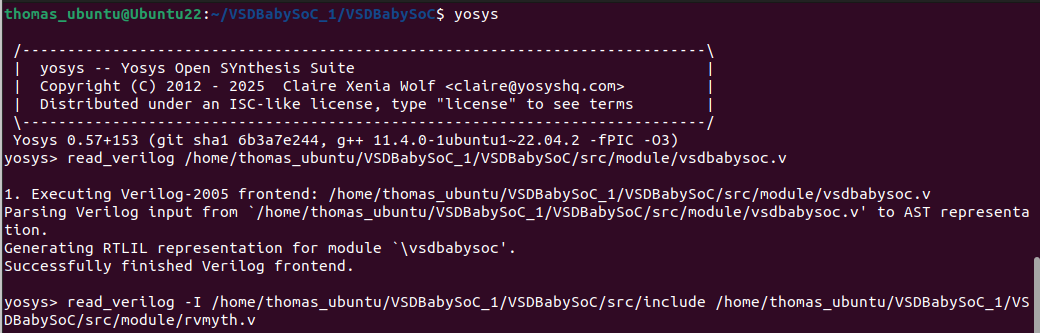 thomas_ubuntu@Ubuntu22:~/VSDBabySoC_1/VSDBabySoC$ yosys
/----------------------------------------------------------------------------\
| yosys -- Yosys Open SYnthesis Suite |
| Copyright (C) 2012 - 2025 Claire Xenia Wolf <claire@yosyshq.com> |
| Distributed under an ISC-like license, type "license" to see terms |
\----------------------------------------------------------------------------/
Yosys 0.57+153 (git sha1 6b3a7e244, g++ 11.4.0-1ubuntu1~22.04.2 -fPIC -O3)
yosys> read_verilog /home/thomas_ubuntu/VSDBabySoC_1/VSDBabySoC/src/module/vsdbabysoc.v
1. Executing Verilog-2005 frontend: /home/thomas_ubuntu/VSDBabySoC_1/VSDBabySoC/src/module/vsdbabysoc.v
Parsing Verilog input from `/home/thomas_ubuntu/VSDBabySoC_1/VSDBabySoC/src/module/vsdbabysoc.v' to AST representa
tion.
Generating RTLIL representation for module `\vsdbabysoc'.
Successfully finished Verilog frontend.
yosys> read_verilog -I /home/thomas_ubuntu/VSDBabySoC_1/VSDBabySoC/src/include /home/thomas_ubuntu/VSDBabySoC_1/VS
DBabySoC/src/module/rvmyth.v